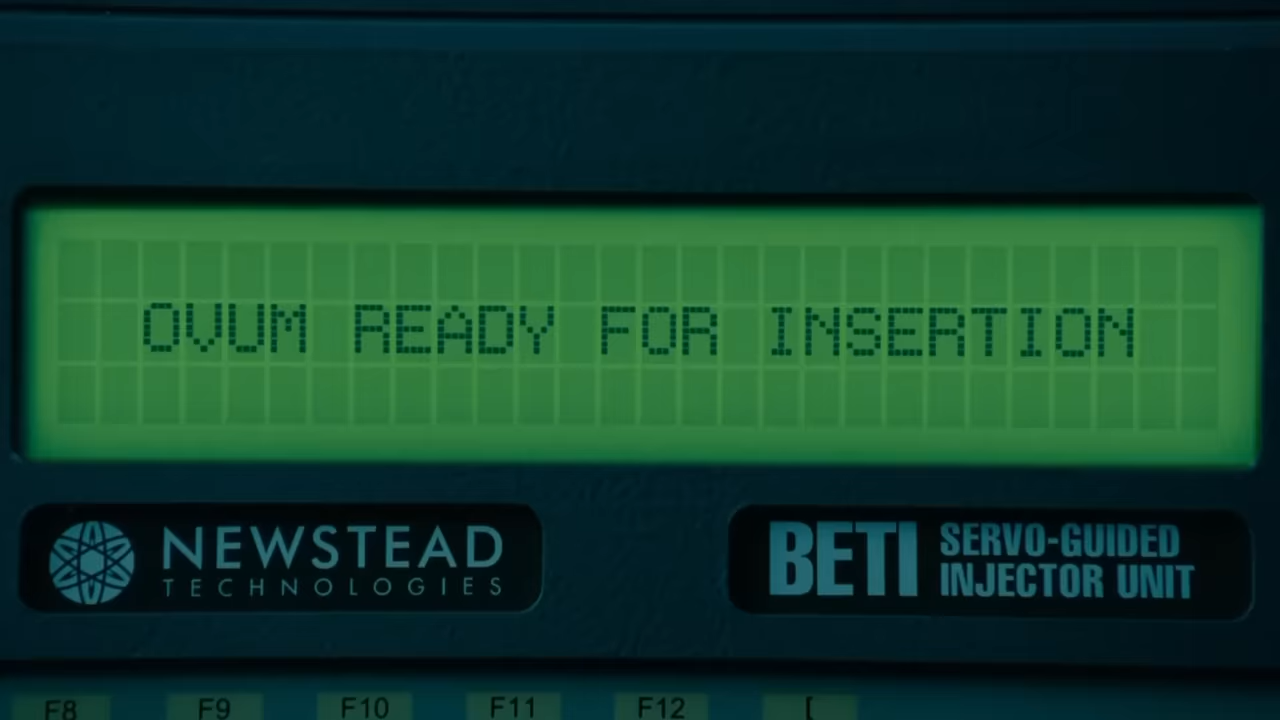 OVUM READY FOR INSERTION
NEWSTEAD
TECHNOLOGIES
BETI
SERVO-GUIDED
INJECTOR UNIT
F8 F9 F10 F11 F12 [